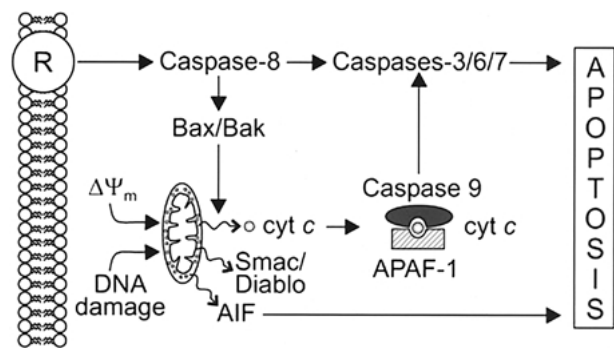 R
Caspase-8
Caspases-3/6/7
Bax/Bak
Caspase 9
ΔΨm
cyt c
cyt c
APAF-1
Smac/
Diablo
DNA
damage
AIF
APOPTOSIS